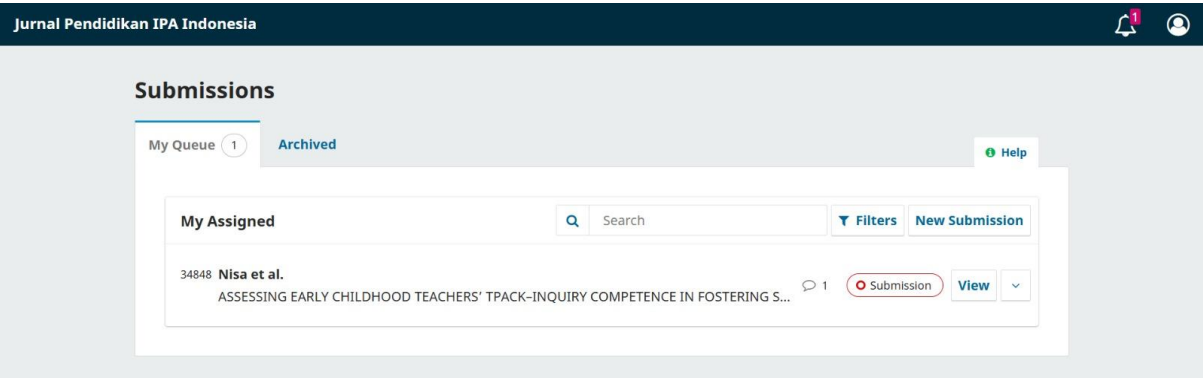 Jurnal Pendidikan IPA Indonesia
1
Submissions
My Queue 1
Archived
Help
My Assigned
Search
Filters
New Submission
34848 Nisa et al.
ASSESSING EARLY CHILDHOOD TEACHERS’ TPACK–INQUIRY COMPETENCE IN FOSTERING S...
1
Submission
View